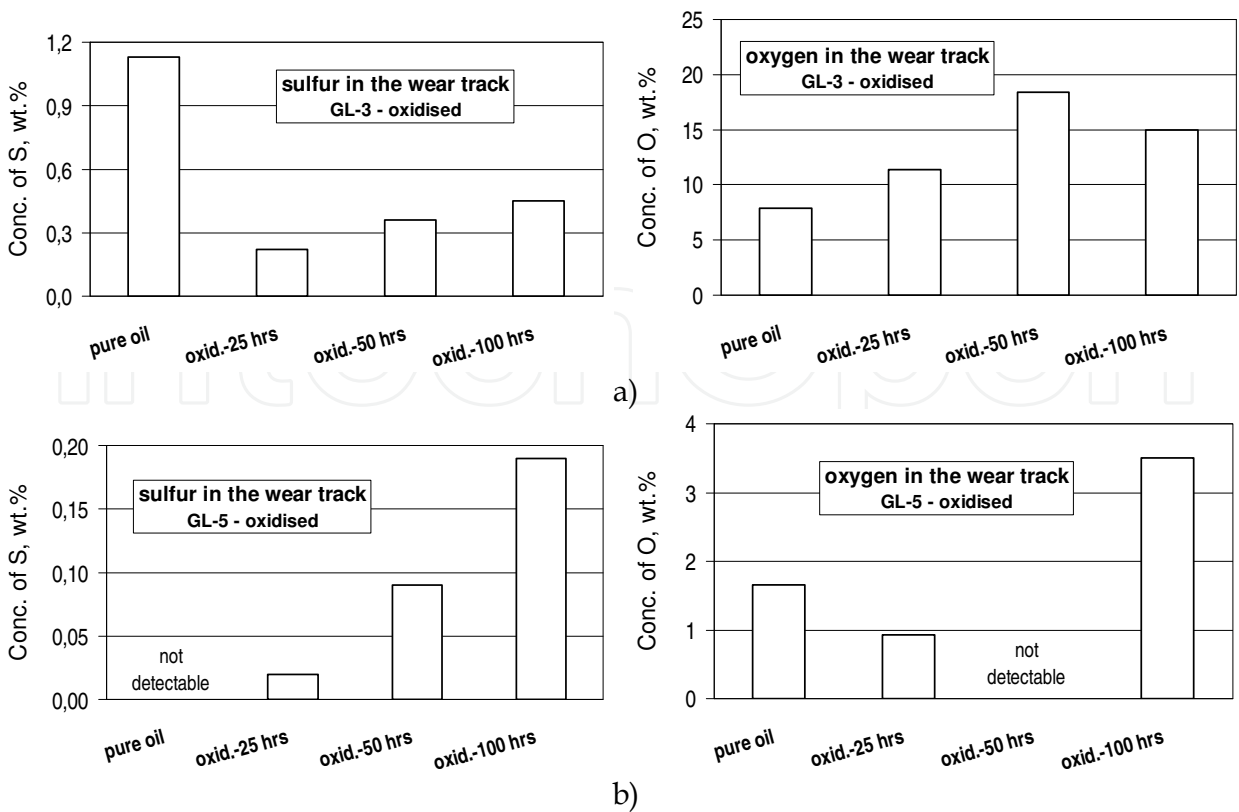 1,2
0,9
0,6
0,3
0,0
Conc. of S, wt.%
sulfur in the wear track
GL-3 - oxidised
pure oil
oxid.-25 hrs
oxid.-50 hrs
oxid.-100 hrs
25
20
15
10
5
0
Conc. of O, wt.%
oxygen in the wear track
GL-3 - oxidised
pure oil
oxid.-25 hrs
oxid.-50 hrs
oxid.-100 hrs
a)
0,20
0,15
0,10
0,05
0,00
Conc. of S, wt.%
sulfur in the wear track
GL-5 - oxidised
not
detectable
pure oil
oxid.-25 hrs
oxid.-50 hrs
oxid.-100 hrs
4
3
2
1
0
Conc. of O, wt.%
oxygen in the wear track
GL-5 - oxidised
not
detectable
pure oil
oxid.-25 hrs
oxid.-50 hrs
oxid.-100 hrs
b)